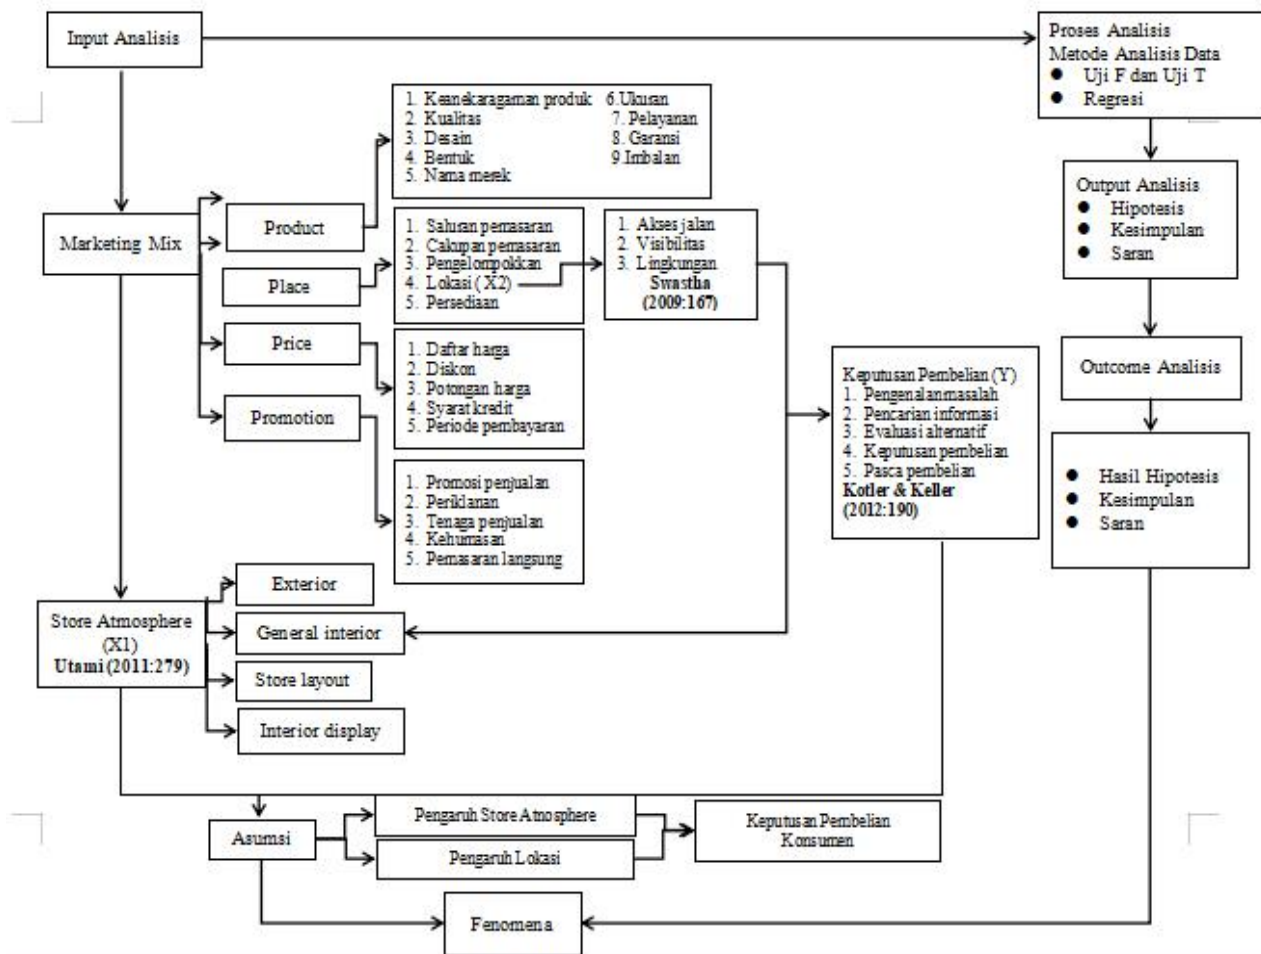 Input Analisis
Proses Analisis
Metode Analisis Data
● Uji F dan Uji T
● Regresi
1. Keanekaragaman produk 6.Ukuran
2. Kualitas 7. Pelayanan
3. Desain 8. Garansi
4. Bentuk 9.Imbalan
5. Nama merek
Output Analisis
● Hipotesis
● Kesimpulan
● Saran
Marketing Mix
Product
Place
Price
Promotion
1. Saluran pemasaran
2. Cakupan pemasaran
3. Pengelompokkan
4. Lokasi ( X2)
5. Persediaan
1. Akses jalan
2. Visibilitas
3. Lingkungan
Swastha
(2009:167)
1. Daftar harga
2. Diskon
3. Potongan harga
4. Syarat kredit
5. Periode pembayaran
Keputusan Pembelian (Y)
1. Pengenalan masalah
2. Pencarian informasi
3. Evaluasi alternatif
4. Keputusan pembelian
5. Pasca pembelian
Kotler & Keller
(2012:190)
Outcome Analysis
● Hasil Hipotesis
● Kesimpulan
● Saran
1. Promosi penjualan
2. Periklanan
3. Tenaga penjualan
4. Kehumasan
5. Pemasaran langsung
Store Atmosphere
(X1)
Utami (2011:279)
Exterior
General interior
Store layout
Interior display
Asumsi
Pengaruh Store Atmosphere
Pengaruh Lokasi
Keputusan Pembelian
Konsumen
Fenomena